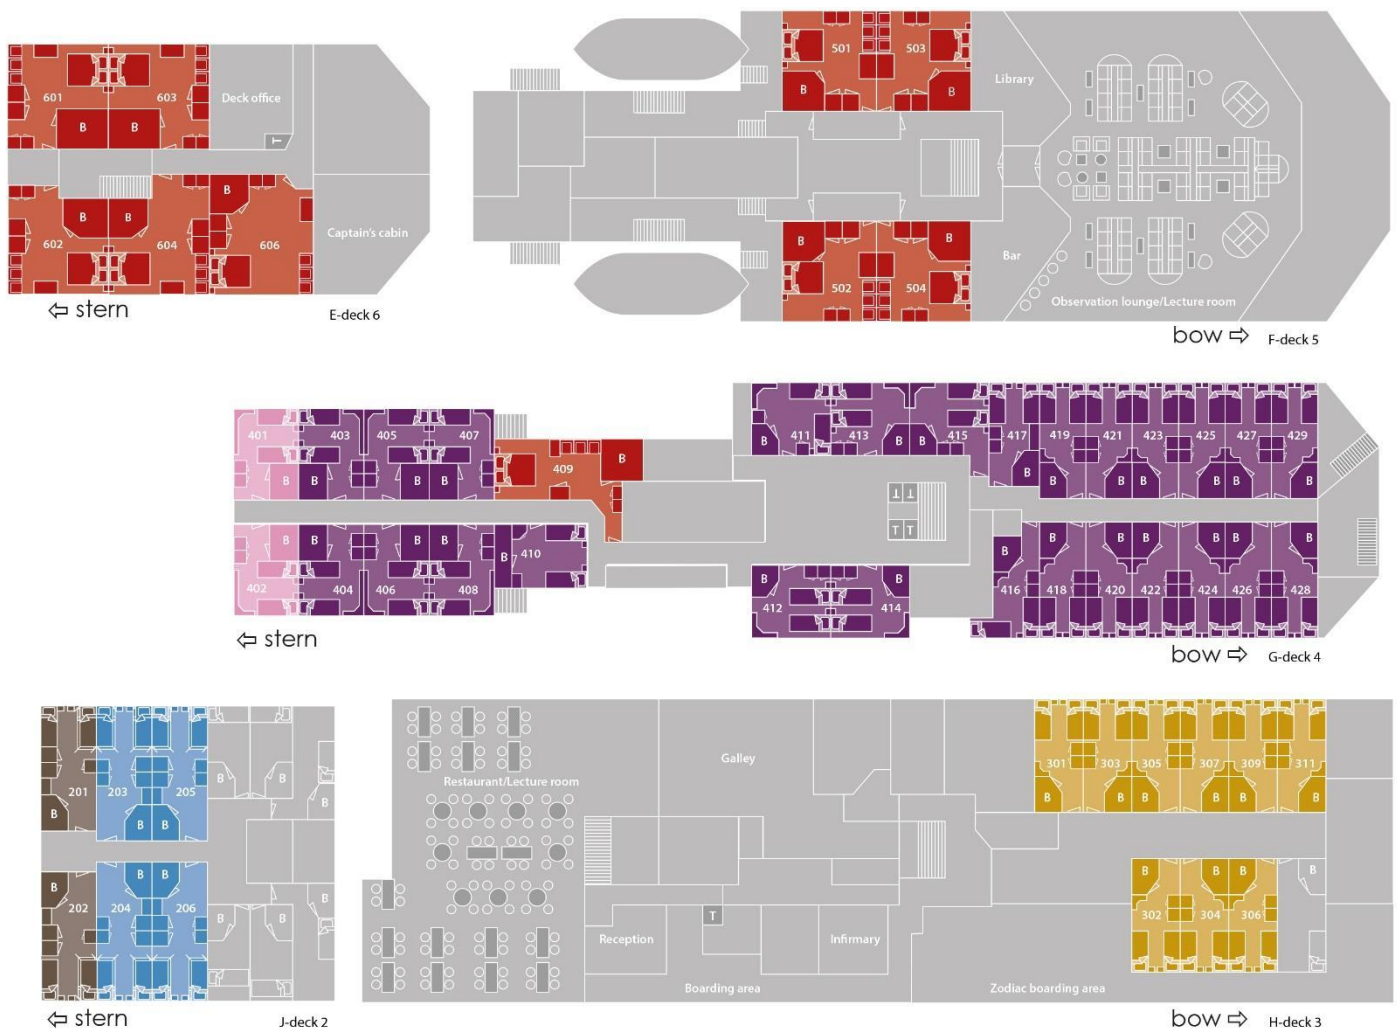 601
603
Deck office
B
B
T
B
B
B
602
604
606
Captain's cabin
⇦ stern
E-deck 6
501
503
B
B
Library
B
B
502
504
Bar
Observation lounge/Lecture room
bow ⇨
F-deck 5
401
403
405
407
B
B
B
B
409
B
411
413
415
417
419
421
423
425
427
429
B
B
B
B
B
B
B
B
B
B
T
T
T
T
B
B
B
B
B
410
402
404
406
408
B
B
412
414
B
B
B
B
B
B
B
416
418
420
422
424
426
428
⇦ stern
bow ⇨
G-deck 4
201
203
205
B
B
B
B
B
B
B
B
B
B
B
B
202
204
206
⇦ stern
J-deck 2
Galley
Restaurant/Lecture room
Reception
T
Infirmary
Boarding area
Zodiac boarding area
301
303
305
307
309
311
B
B
B
B
B
B
B
B
B
B
302
304
306
bow ⇨
H-deck 3